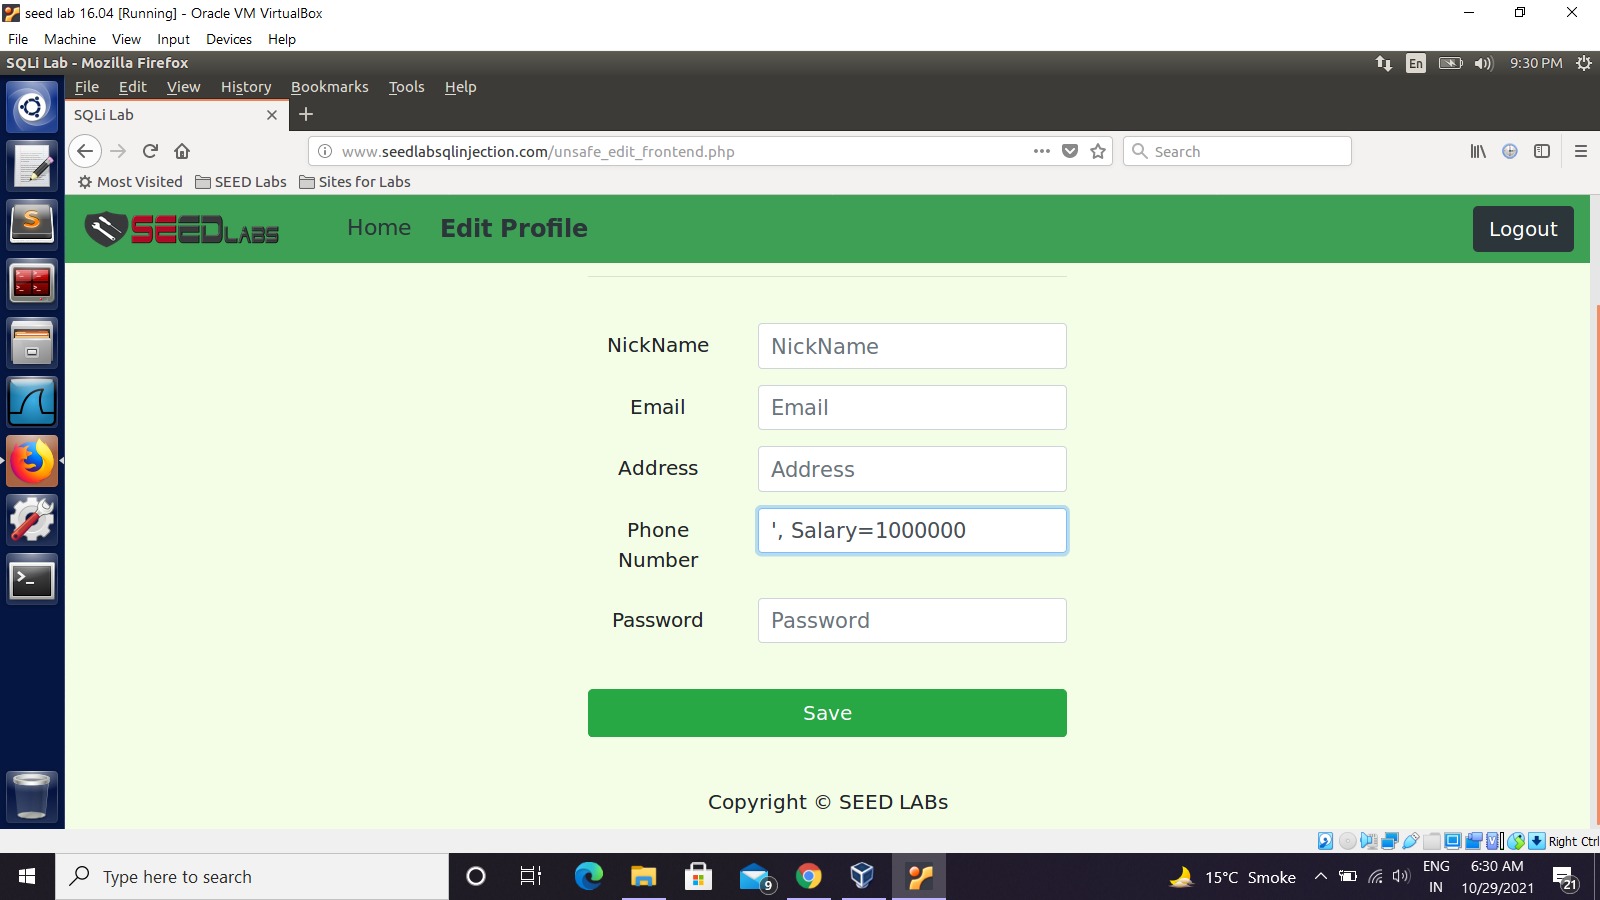 seed lab 16.04 [Running] - Oracle VM VirtualBox
File Machine View Input Devices Help
SQLi Lab - Mozilla Firefox
En
9:30 PM
File Edit View History Bookmarks Tools Help
SQLi Lab
www.seedlabsqlinjection.com/unsafe_edit_frontend.php
Search
Most Visited SEED Labs Sites for Labs
SEEDLABS
Home
Edit Profile
Logout
NickName
NickName
Email
Email
Address
Address
Phone
Number
', Salary=1000000
Password
Password
Save
Copyright © SEED LABs
Right Ctrl
Type here to search
9
15°C Smoke
ENG
IN
6:30 AM
10/29/2021
21